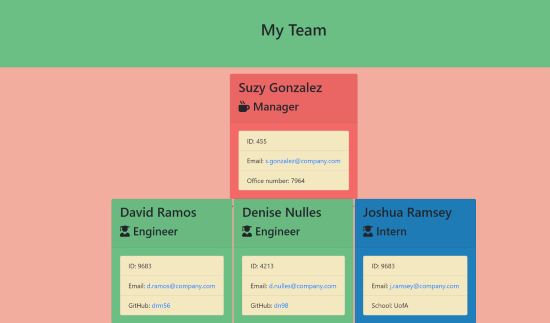 My Team
Suzy Gonzalez
Manager
ID: 455
Email: s.gonzalez@company.com
Office number: 7964
David Ramos
Engineer
ID: 9683
Email: d.ramos@company.com
GitHub: drm56
Denise Nulles
Engineer
ID: 4213
Email: d.nulles@company.com
GitHub: dn98
Joshua Ramsey
Intern
ID: 9683
Email: j.ramsey@company.com
School: UofA